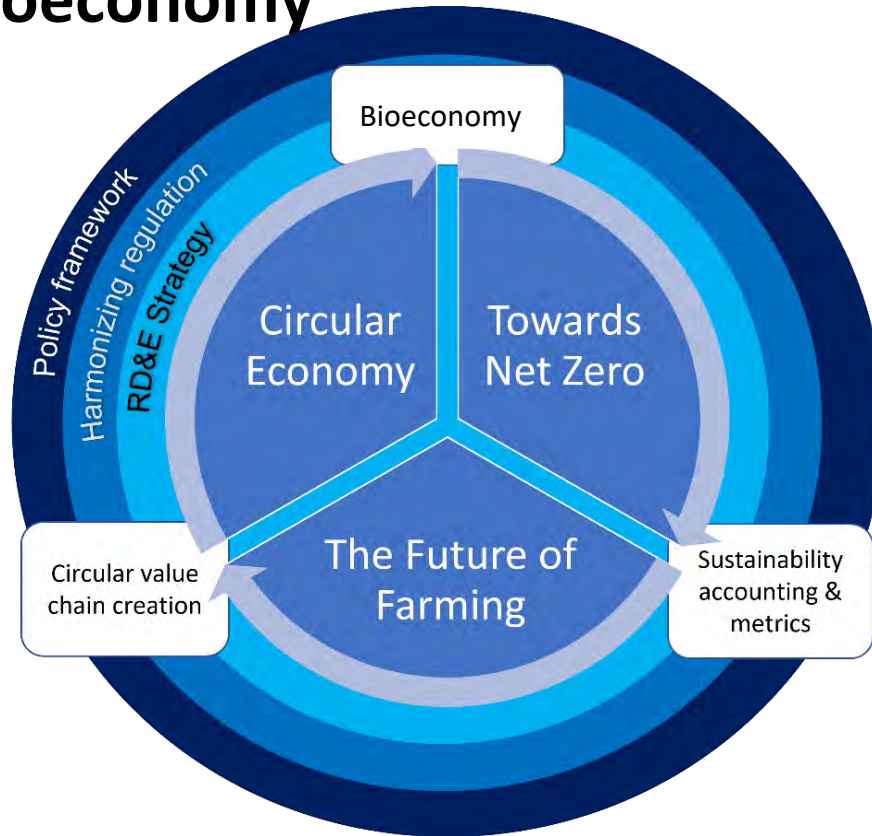 oeconomy
Bioeconomy
Policy framework
Harmonizing regulation
RD&E Strategy
Circular
Economy
Towards
Net Zero
The Future of
Farming
Circular value
chain creation
Sustainability
accounting &
metrics